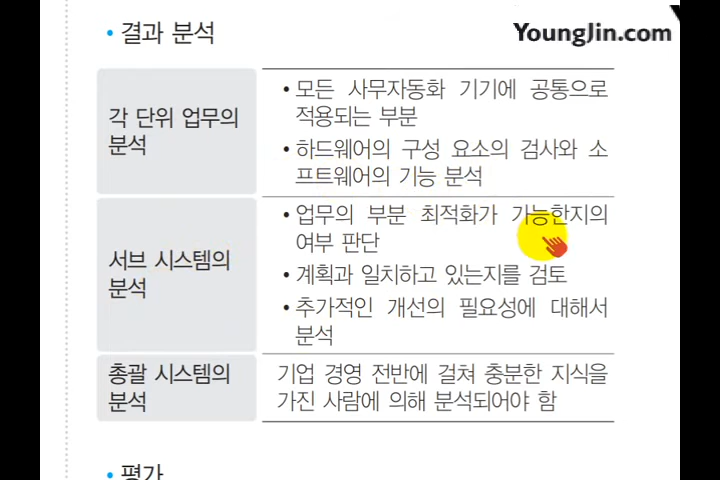 • 결과 분석
YoungJin.com
각 단위 업무의
분석
• 모든 사무자동화 기기에 공통으로
적용되는 부분
• 하드웨어의 구성 요소의 검사와 소
프트웨어의 기능 분석
서브 시스템의
분석
• 업무의 부분 최적화가 가능한지의
여부 판단
• 계획과 일치하고 있는지를 검토
• 추가적인 개선의 필요성에 대해서
분석
총괄 시스템의
분석
기업 경영 전반에 걸쳐 충분한 지식을
가진 사람에 의해 분석되어야 함
• 평가